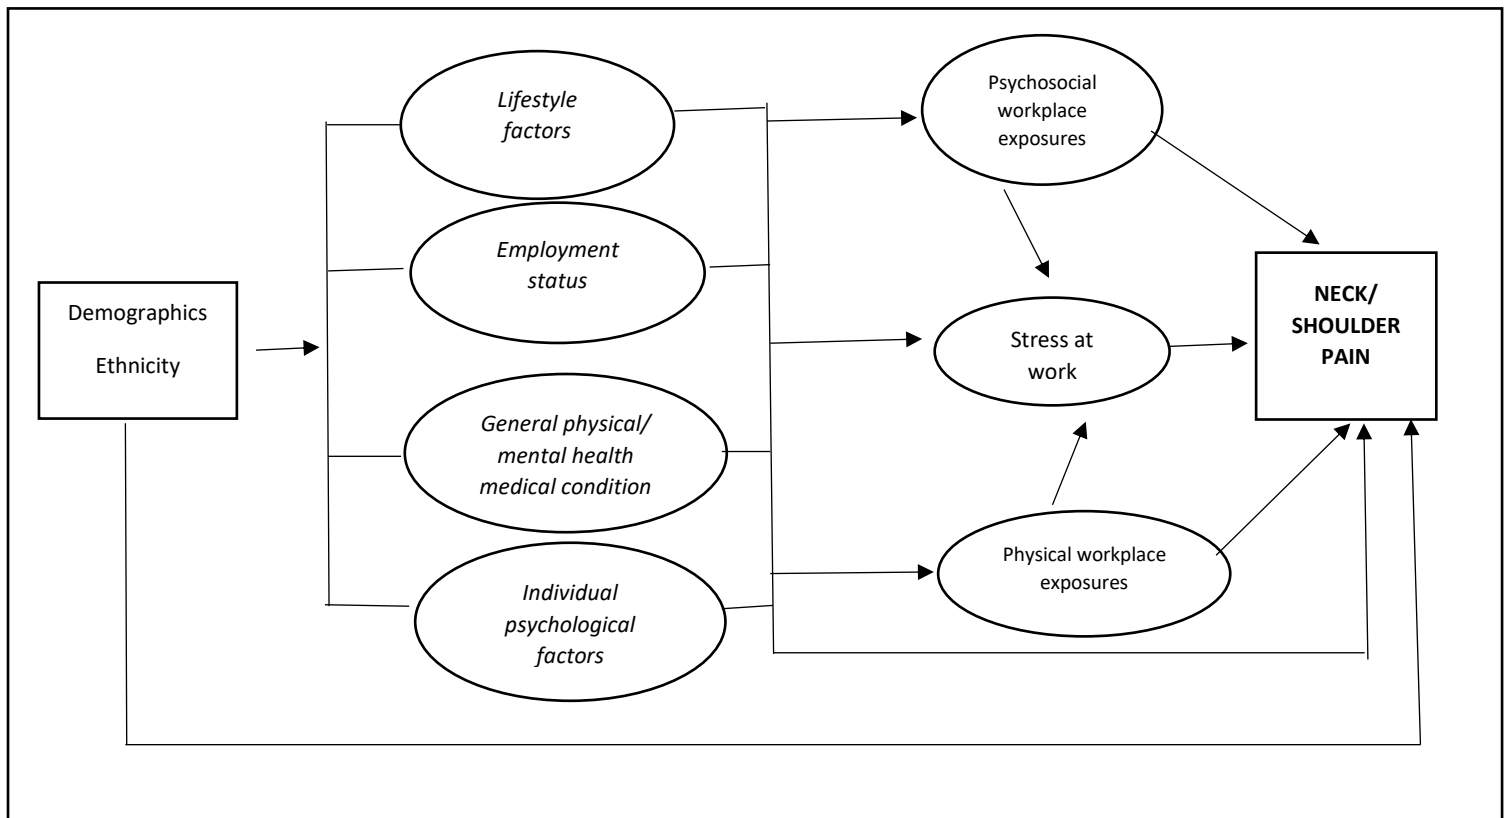 Demographics
Ethnicity
Lifestyle
factors
Employment
status
General physical/
mental health
medical condition
Individual
psychological
factors
Psychosocial
workplace
exposures
Stress at
work
Physical workplace
exposures
NECK/
SHOULDER
PAIN